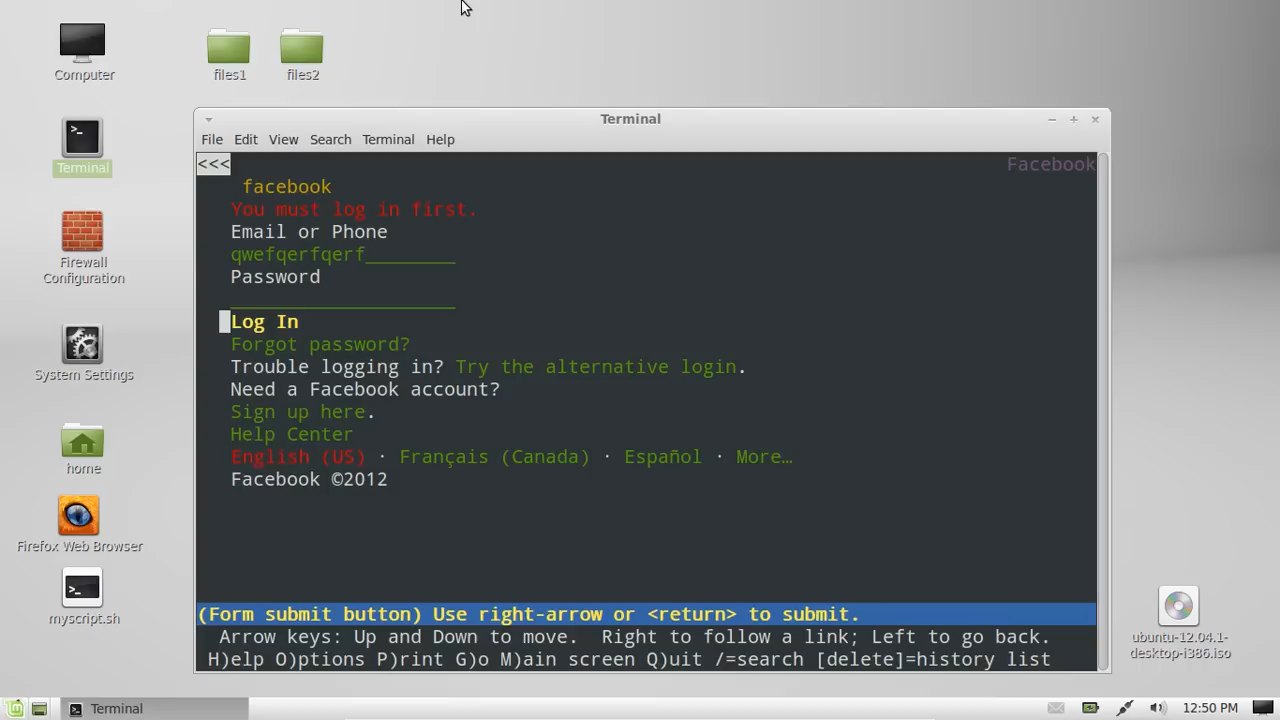 Computer
files1
files2
Terminal
Firewall
Configuration
System Settings
home
Firefox Web Browser
myscript.sh
Terminal
File Edit View Search Terminal Help
<<< Facebook
facebook
You must log in first.
Email or Phone
qwefqerfqerf________
Password
____________________
Log In
Forgot password?
Trouble logging in? Try the alternative login.
Need a Facebook account?
Sign up here.
Help Center
English (US) · Français (Canada) · Español · More…
Facebook ©2012
(Form submit button) Use right-arrow or <return> to submit.
Arrow keys: Up and Down to move. Right to follow a link; Left to go back.
H)elp O)ptions P)rint G)o M)ain screen Q)uit /=search [delete]=history list
ubuntu-12.04.1-
desktop-i386.iso
Terminal
12:50 PM